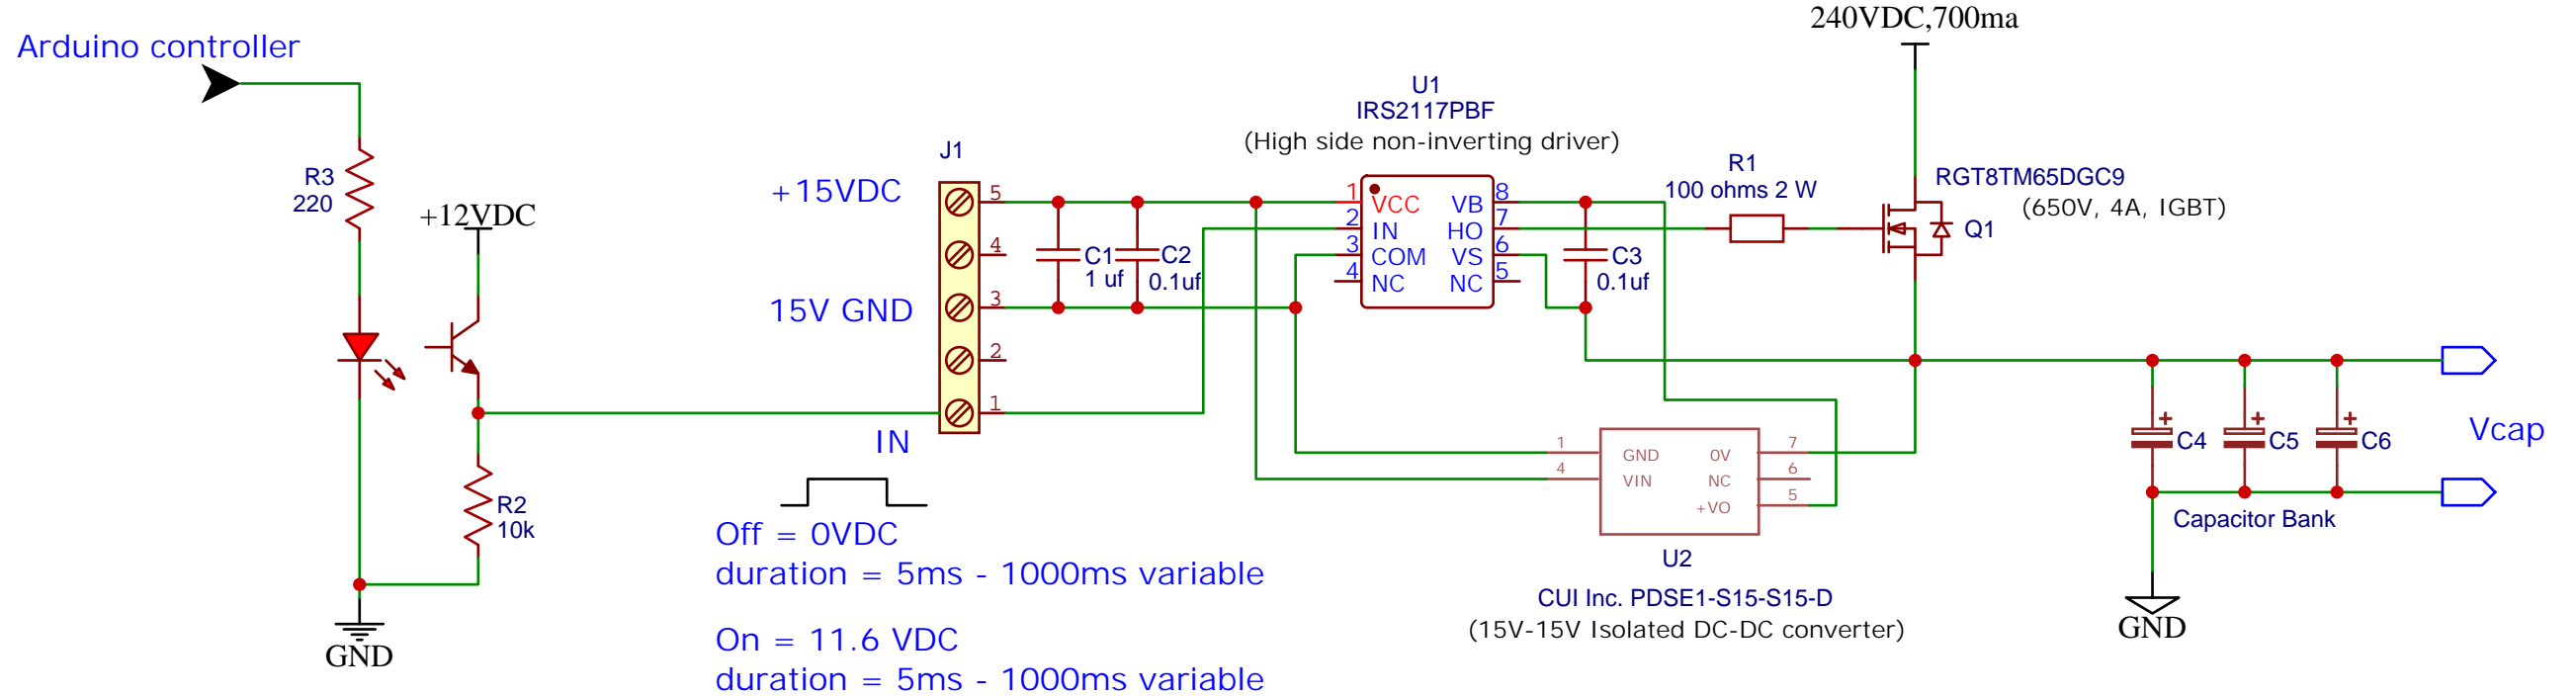 240VDC,700ma
Arduino controller
R3
220
+12VDC
R2
10k
GND
J1
+15VDC
15V GND
IN
5
4
3
2
1
Off = 0VDC
duration = 5ms - 1000ms variable
On = 11.6 VDC
duration = 5ms - 1000ms variable
C1
1 uf
C2
0.1uf
U1
IRS2117PBF
(High side non-inverting driver)
1 VCC VB 8
2 IN HO 7
3 COM VS 6
4 NC NC 5
C3
0.1uf
R1
100 ohms 2 W
RGT8TM65DGC9
(650V, 4A, IGBT)
Q1
1 GND 0V 7
4 VIN NC 6
+VO 5
U2
CUI Inc. PDSE1-S15-S15-D
(15V-15V Isolated DC-DC converter)
+ + +
C4 C5 C6
Vcap
Capacitor Bank
GND